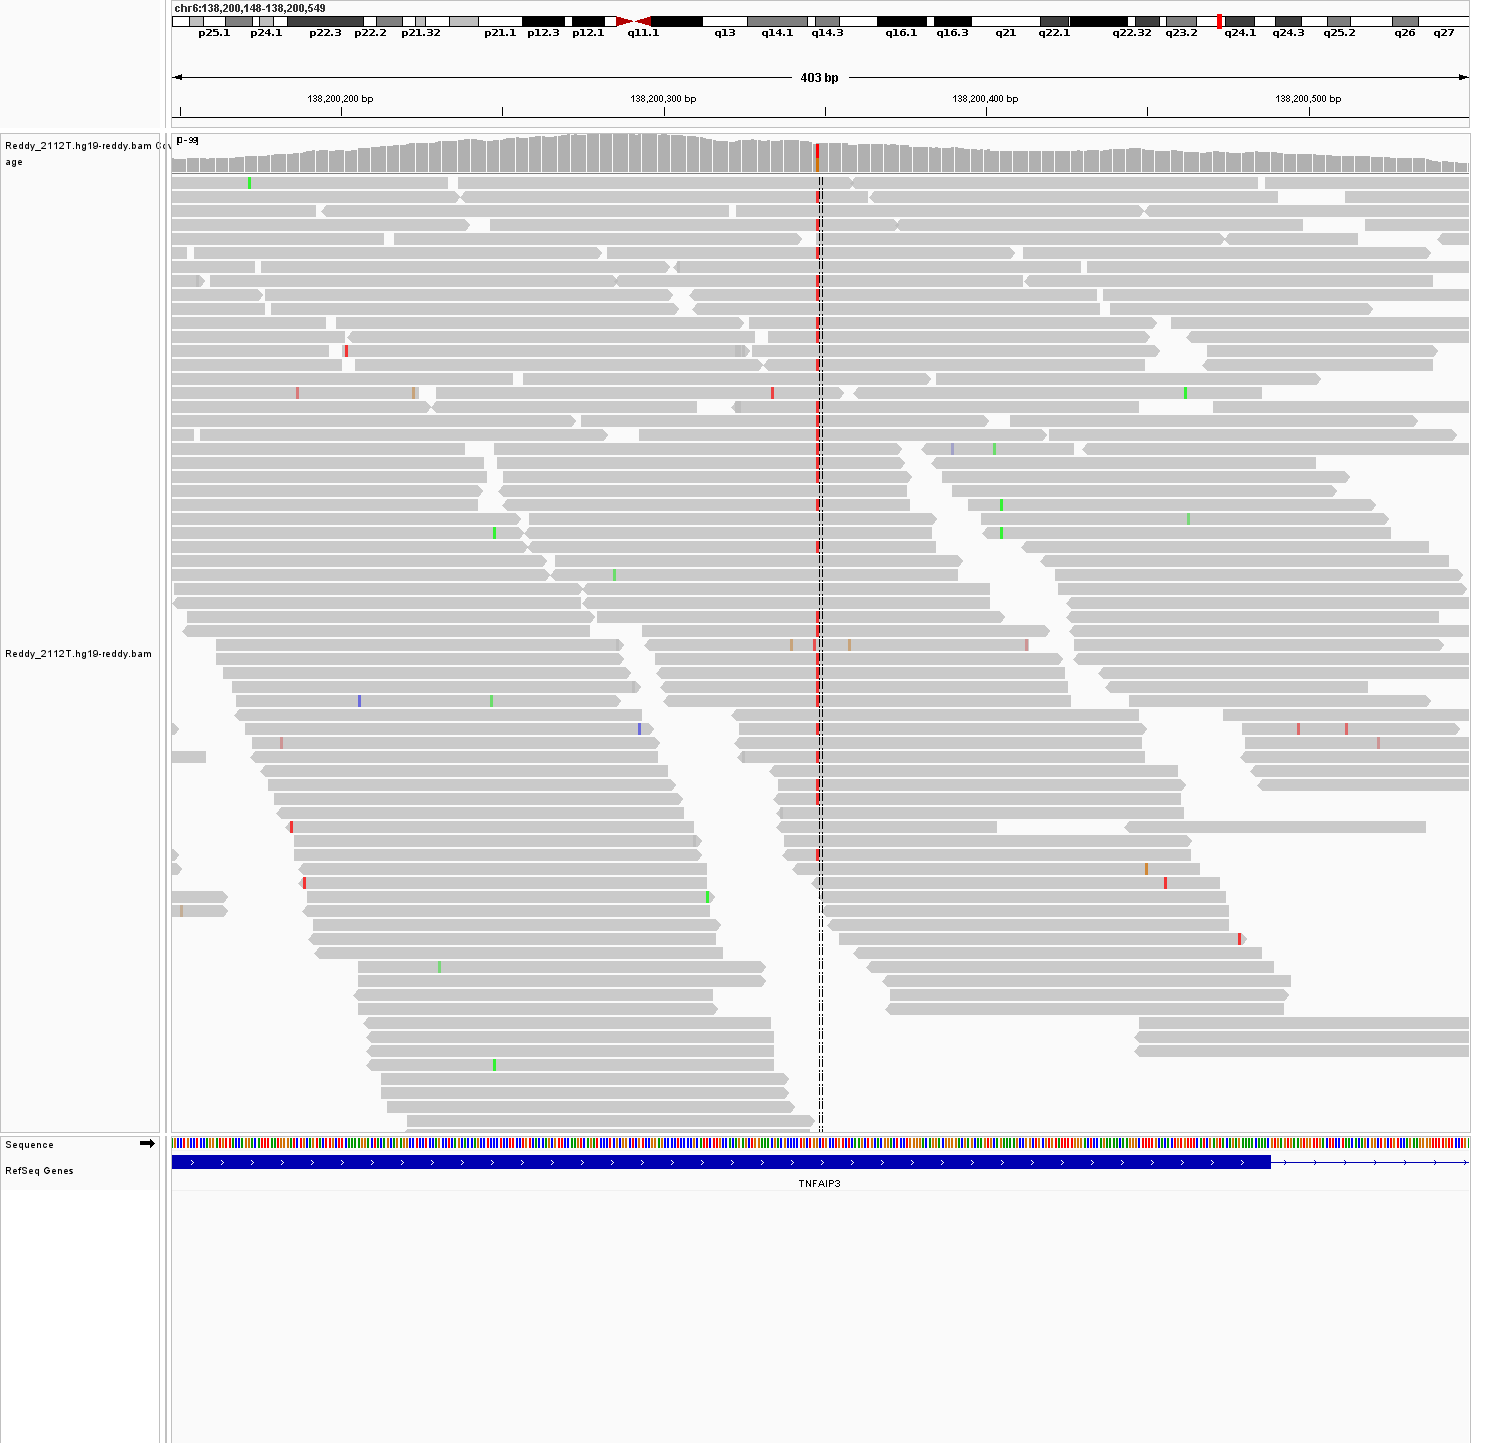 chr6:138,200,148-138,200,549
p25.1 p24.1 p22.3 p22.2 p21.32 p21.1 p12.3 p12.1 q11.1 q13 q14.1 q14.3 q16.1 q16.3 q21 q22.1 q22.32 q23.2 q24.1 q24.3 q25.2 q26 q27
403 bp
138,200,200 bp 138,200,300 bp 138,200,400 bp 138,200,500 bp
[0-99]
Reddy_2112T.hg19-reddy.bam Cov
age
Reddy_2112T.hg19-reddy.bam
Sequence
RefSeq Genes
TNFAIP3